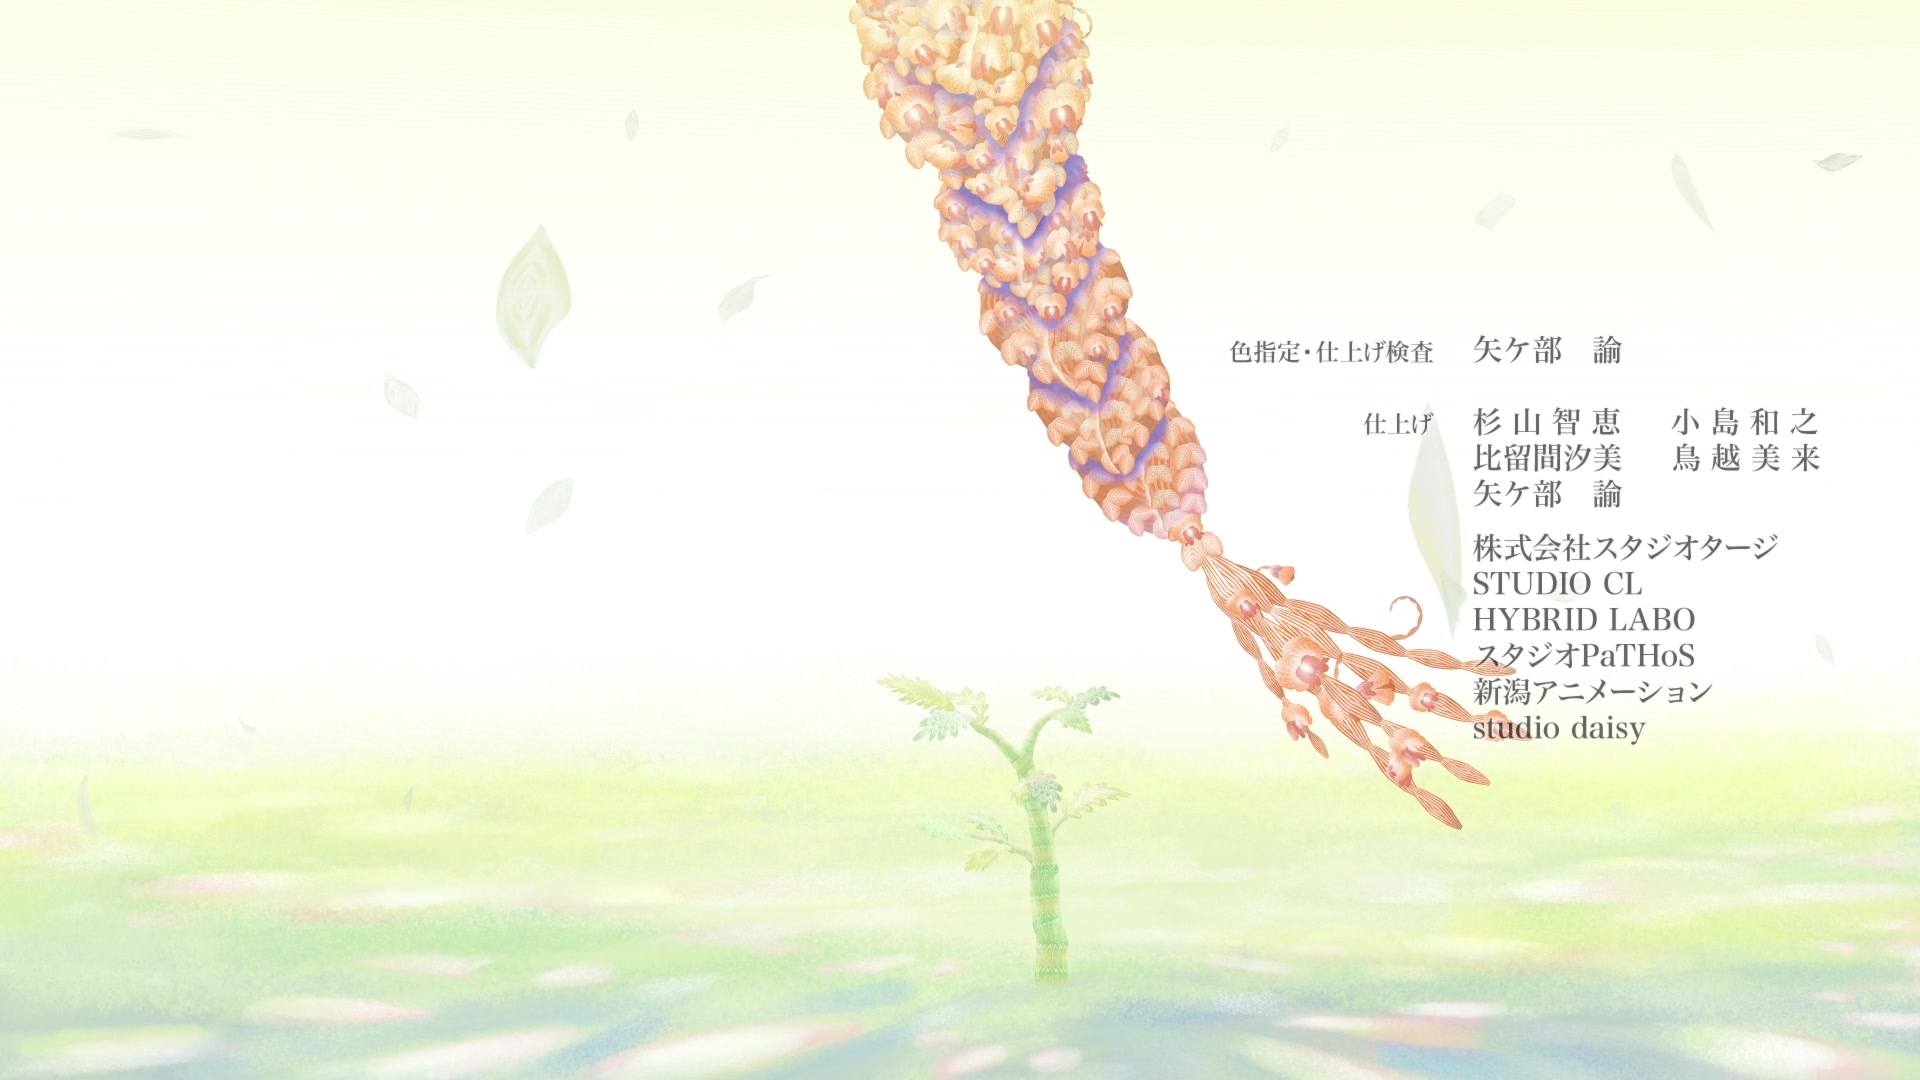 色指定・仕上げ検査 矢ケ部 諭
仕上げ 杉山智恵 小島和之
比留間汐美 鳥越美来
矢ケ部 諭
株式会社スタジオタージ
STUDIO CL
HYBRID LABO
スタジオPaTHoS
新潟アニメーション
studio daisy